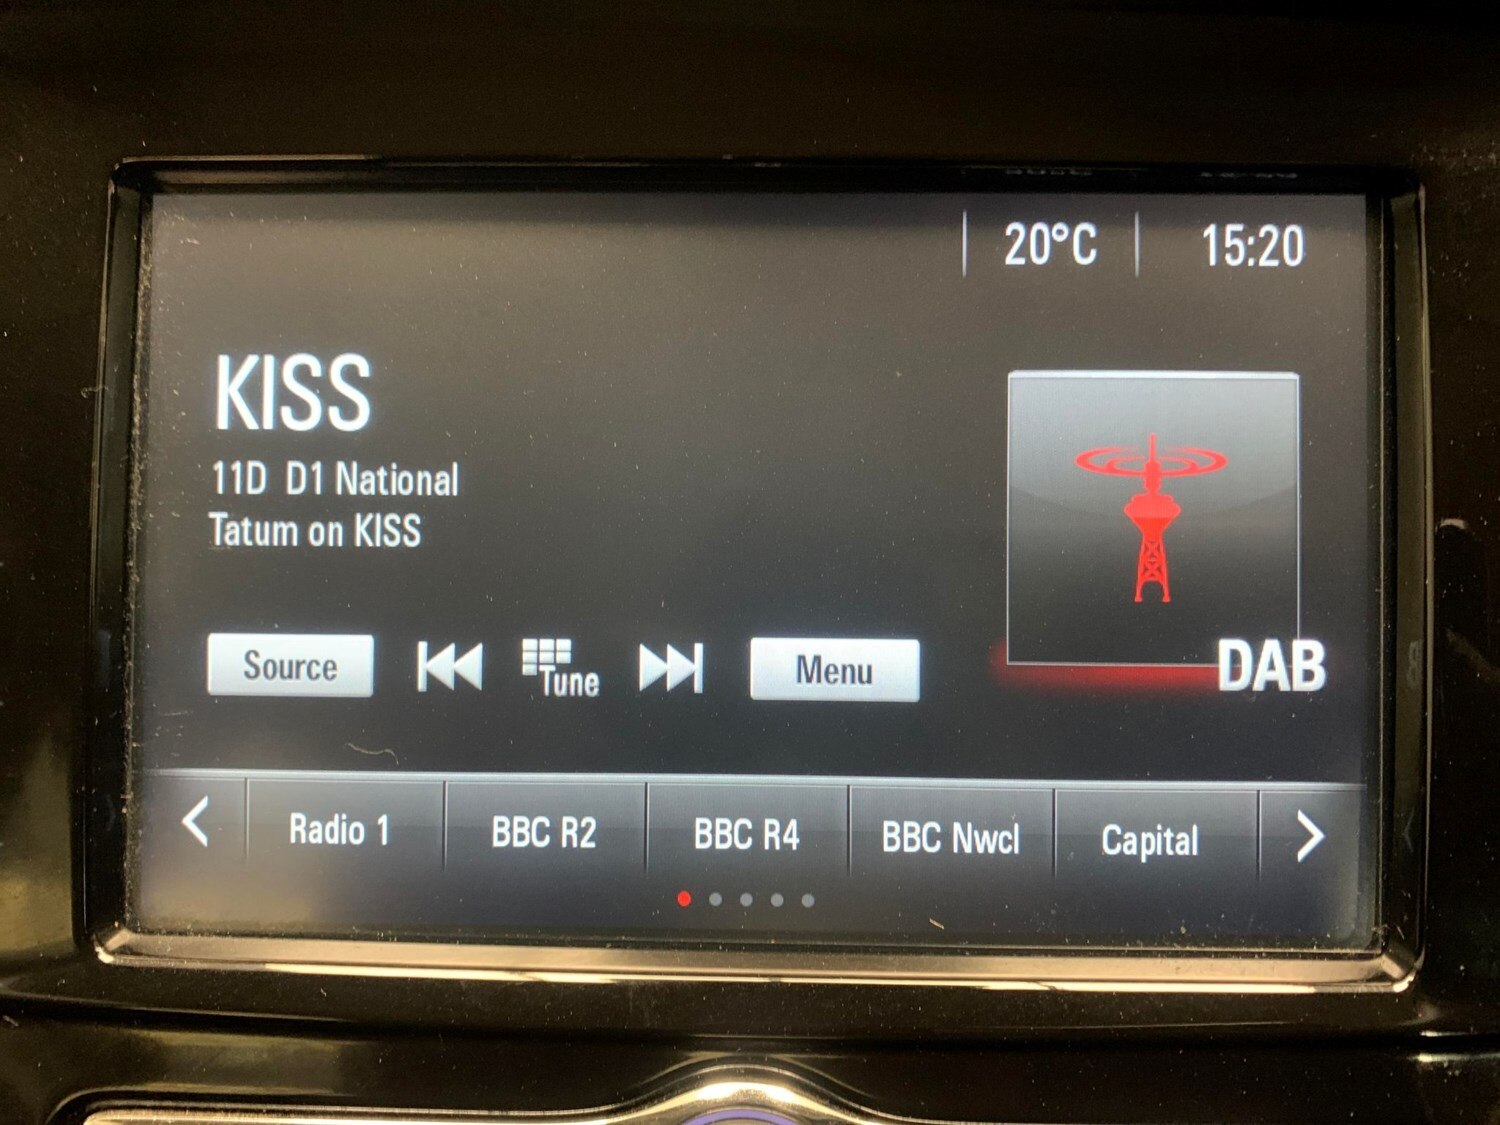 20°C 15:20
KISS
11D D1 National
Tatum on KISS
Source Tune Menu
DAB
Radio 1 BBC R2 BBC R4 BBC Nwcl Capital